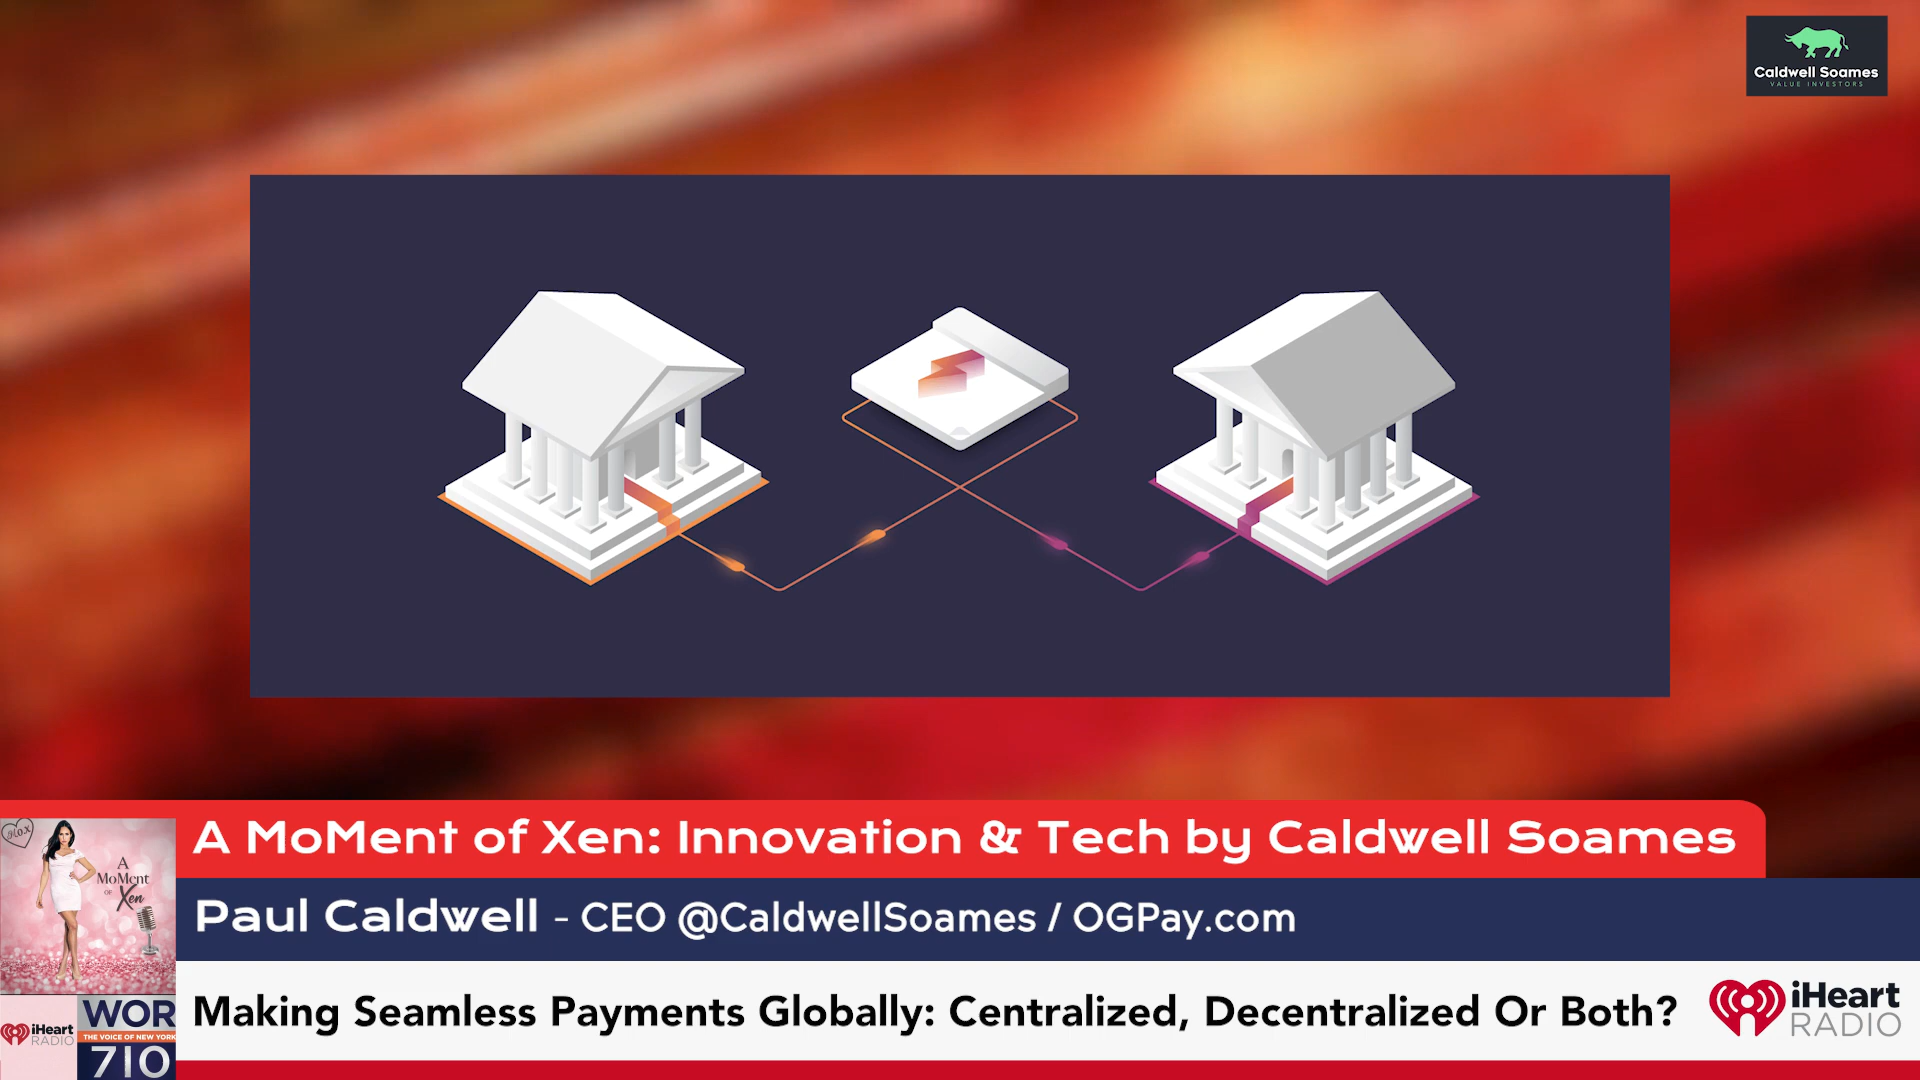 Caldwell Soames
VALUE INVESTORS
A MoMent of Xen: Innovation & Tech by Caldwell Soames
Paul Caldwell - CEO @CaldwellSoames / OGPay.com
Making Seamless Payments Globally: Centralized, Decentralized Or Both?
iHeart
RADIO
A
MoMent
OF
Xen
iHeart
RADIO
WOR
THE VOICE OF NEW YORK
710